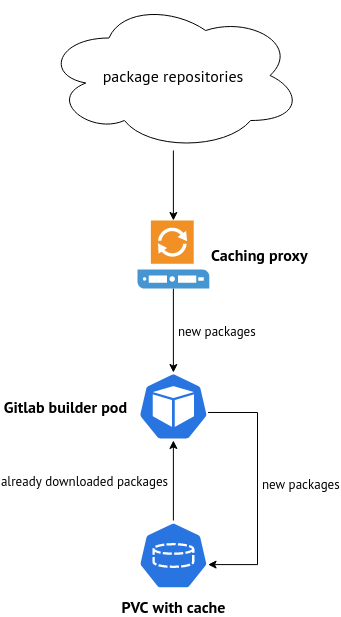 package repositories
Caching proxy
new packages
Gitlab builder pod
already downloaded packages
new packages
PVC with cache